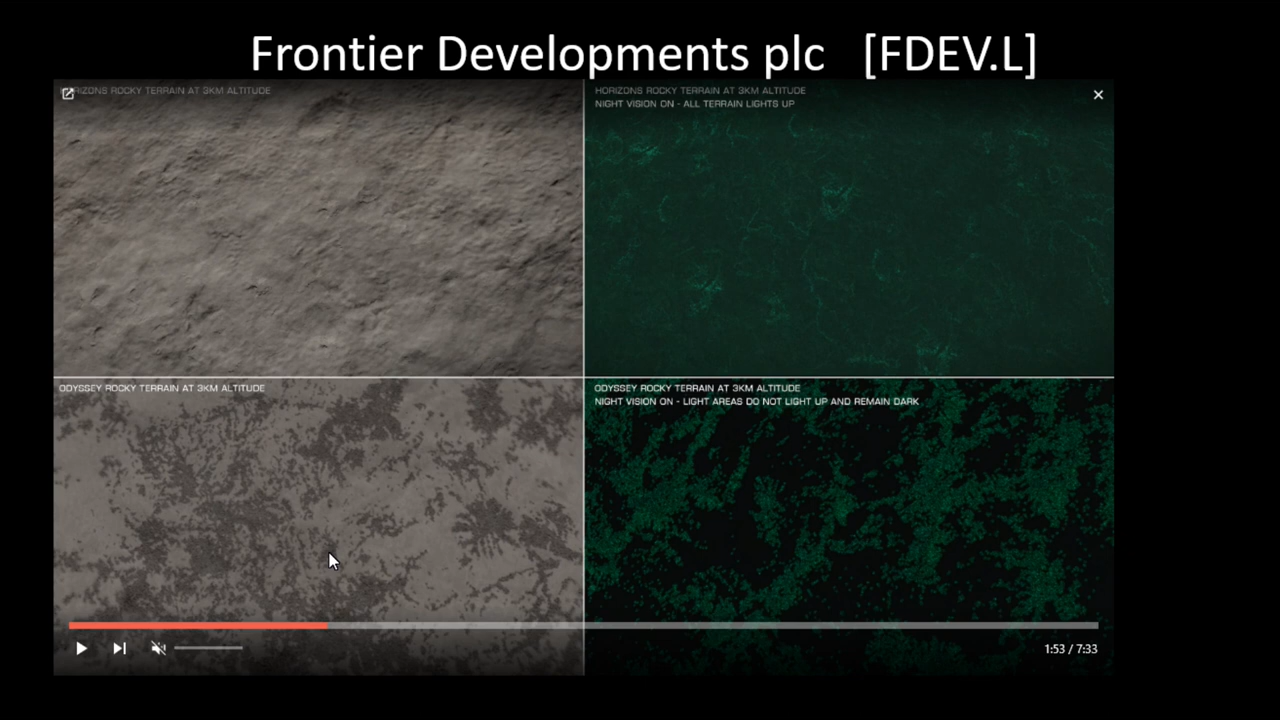 Frontier Developments plc [FDEV.L]
RIZONS ROCKY TERRAIN AT 3KM ALTITUDE
HORIZONS ROCKY TERRAIN AT 3KM ALTITUDE
NIGHT VISION ON - ALL TERRAIN LIGHTS UP
ODYSSEY ROCKY TERRAIN AT 3KM ALTITUDE
ODYSSEY ROCKY TERRAIN AT 3KM ALTITUDE
NIGHT VISION ON - LIGHT AREAS DO NOT LIGHT UP AND REMAIN DARK
1:53 / 7:33